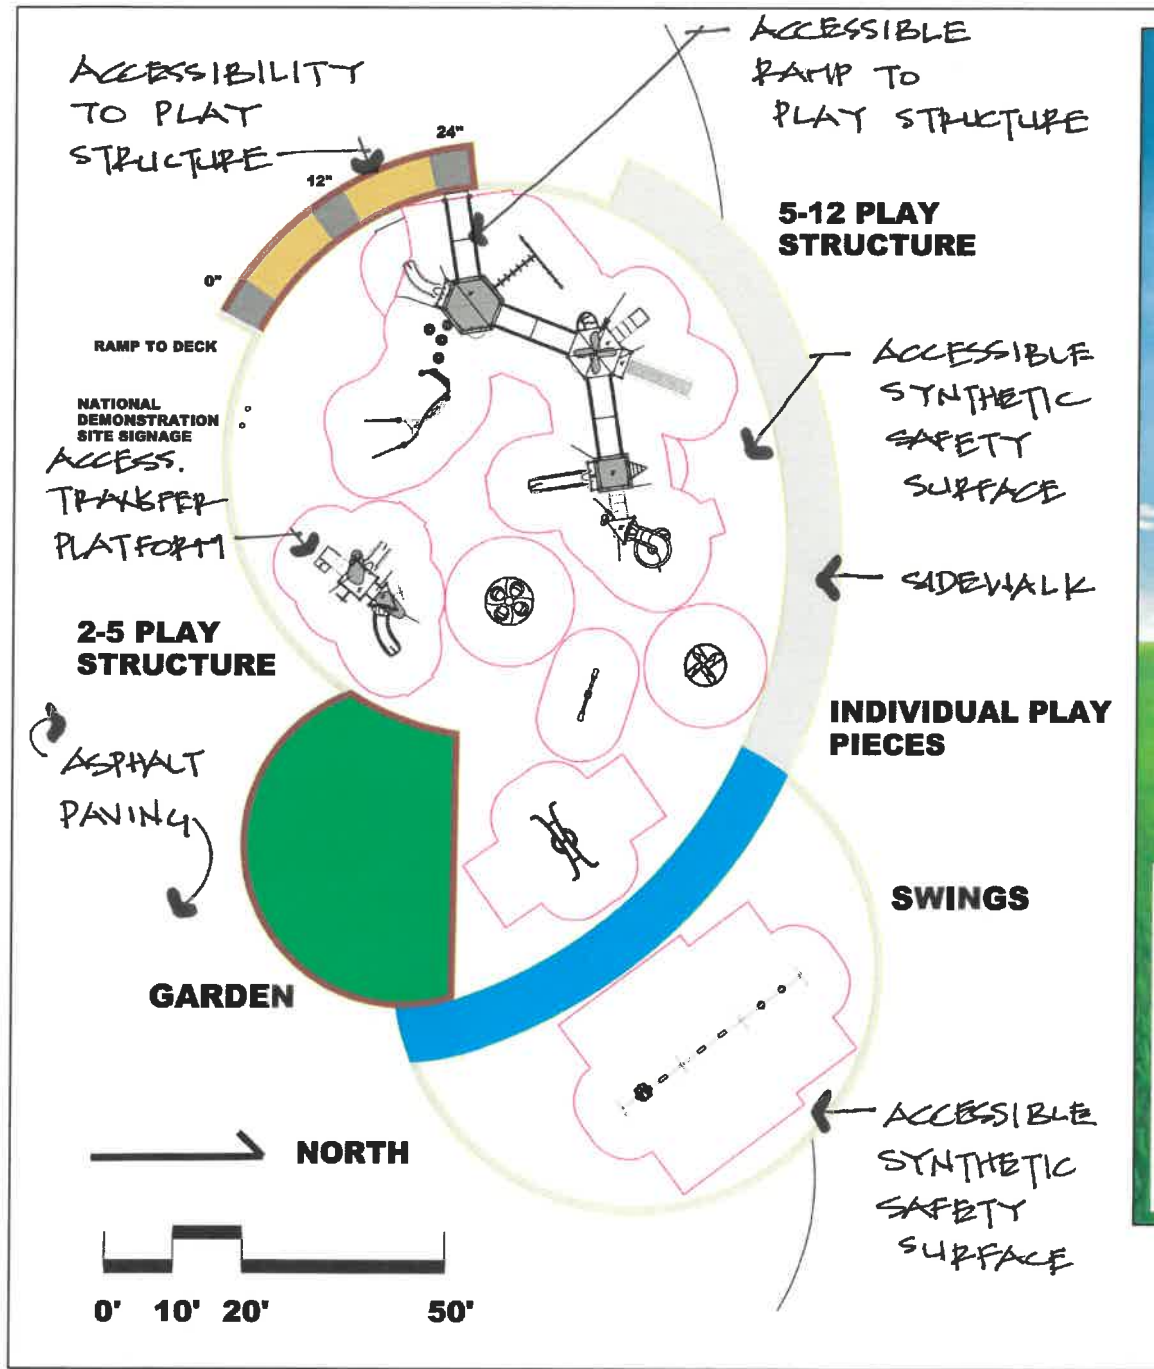 ACCESSIBILITY
TO PLAY
STRUCTURE
ACCESSIBLE
RAMP TO
PLAY STRUCTURE
24"
12"
0"
5-12 PLAY
STRUCTURE
RAMP TO DECK
NATIONAL
DEMONSTRATION
SITE SIGNAGE
ACCESSIBLE
SYNTHETIC
SAFETY
SURFACE
ACCESS.
TRANSFER
PLATFORM
SIDEWALK
2-5 PLAY
STRUCTURE
INDIVIDUAL PLAY
PIECES
ASPHALT
PAVING
SWINGS
GARDEN
ACCESSIBLE
SYNTHETIC
SAFETY
SURFACE
NORTH
0' 10' 20' 50'